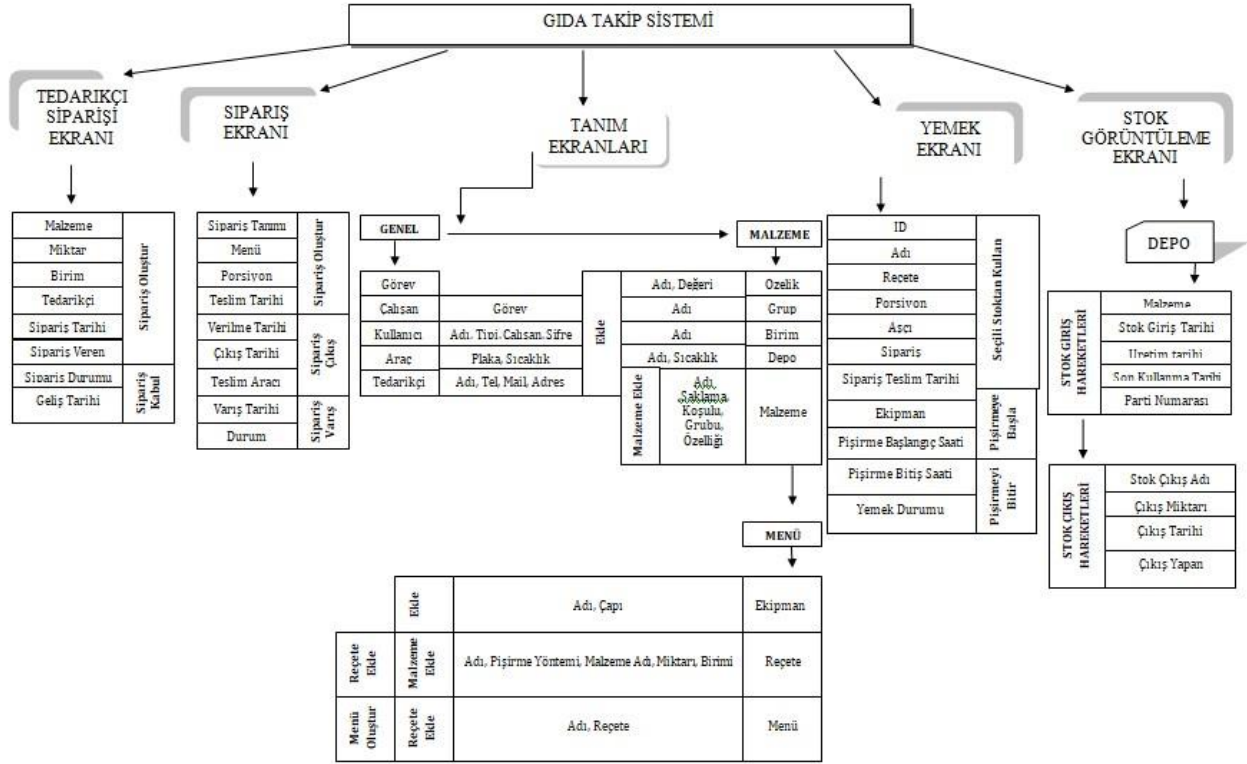 GIDA TAKİP SİSTEMİ
TEDARIKÇI
SİPARİŞİ
EKRANI
SIPARIŞ
EKRANI
TANIM
EKRANLARI
YEMEK
EKRANI
STOK
GÖRÜNTÜLEME
EKRANI
Malzeme
Miktar
Birim
Tedarikçi
Sipariş Tarihi
Sipariş Veren
Sipariş Oluştur
Sipariş Durumu
Geliş Tarihi
Sipariş
Kabul
Sipariş Tanımı
Menü
Porsiyon
Teslim Tarihi
Sipariş Oluştur
Verilme Tarihi
Çıkış Tarihi
Teslim Aracı
Sipariş
Çıkış
Varış Tarihi
Durum
Sipariş
Varış
GENEL
Görev
Çalışan Görev
Kullanıcı Adı, Tipi, Çalışan, Sifre
Araç Plaka, Sıcaklık
Tedarikçi Adı, Tel, Mail, Adres
MALZEME
Ekle
Adı, Değeri Ozelik
Adı Grup
Adı Birim
Adı, Sıcaklık Depo
Malzeme Ekle
Adı,
Saklama
Koşulu,
Grubu,
Özelliği
Malzeme
MENÜ
Ekle
Adı, Çapı Ekipman
Reçete
Ekle
Malzeme
Ekle
Adı, Pişirme Yöntemi, Malzeme Adı, Miktarı, Birimi Reçete
Menü
Oluştur
Reçete
Ekle
Adı, Reçete Menü
ID
Adı
Reçete
Porsiyon
Aşçı
Sipariş
Sipariş Teslim Tarihi
Seçili Stoktan Kullan
Ekipman
Pişirme Başlangıç Saati
Pişirmeye
Başla
Pişirme Bitiş Saati
Yemek Durumu
Pişirmeyi
Bitir
DEPO
STOK GİRİŞ
HAREKETLERİ
Malzeme
Stok Giriş Tarihi
Uretim tarihi
Son Kullanma Tarihi
Parti Numarası
STOK ÇIKIŞ
HAREKETLERİ
Stok Çıkış Adı
Çıkış Miktarı
Çıkış Tarihi
Çıkış Yapan